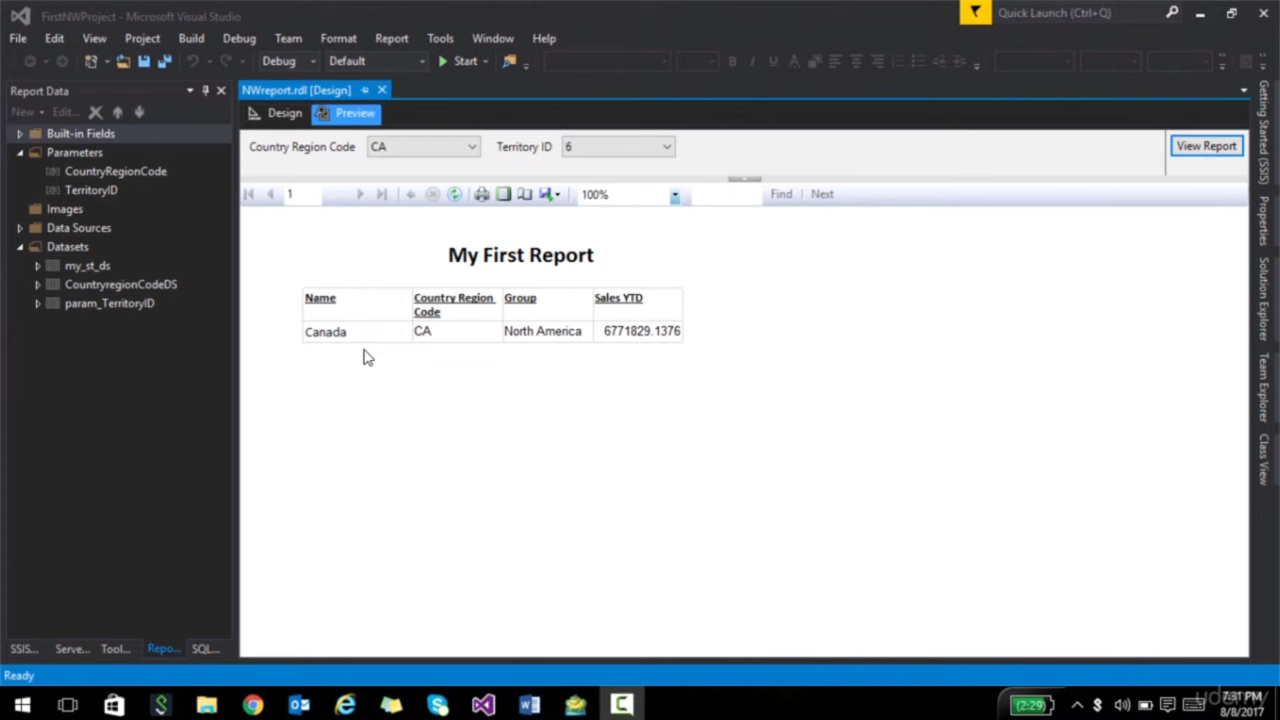 FirstNWProject - Microsoft Visual Studio
Quick Launch (Ctrl+Q)
File Edit View Project Build Debug Team Format Report Tools Window Help
Debug Default Start
B I U A
Report Data
NWreport.rdl [Design]
New Edit...
Design Preview
Built-in Fields
Parameters
CountryRegionCode
TerritoryID
Images
Data Sources
Datasets
my_st_ds
CountryregionCodeDS
param_TerritoryID
Country Region Code CA Territory ID 6 View Report
1 100% Find Next
My First Report
Name Country Region Code Group Sales YTD
Canada CA North America 6771829.1376
Getting Started (SSIS)
Properties
Solution Explorer
Team Explorer
Class View
SSIS... Serve... Tool... Repo... SQL...
Ready
2:29
7:31 PM
8/8/2017
udemy